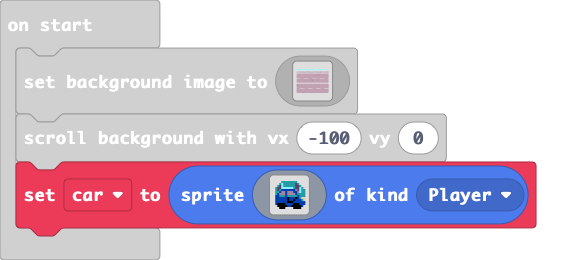 on start
set background image to
scroll background with vx -100 vy 0
set car to sprite of kind Player